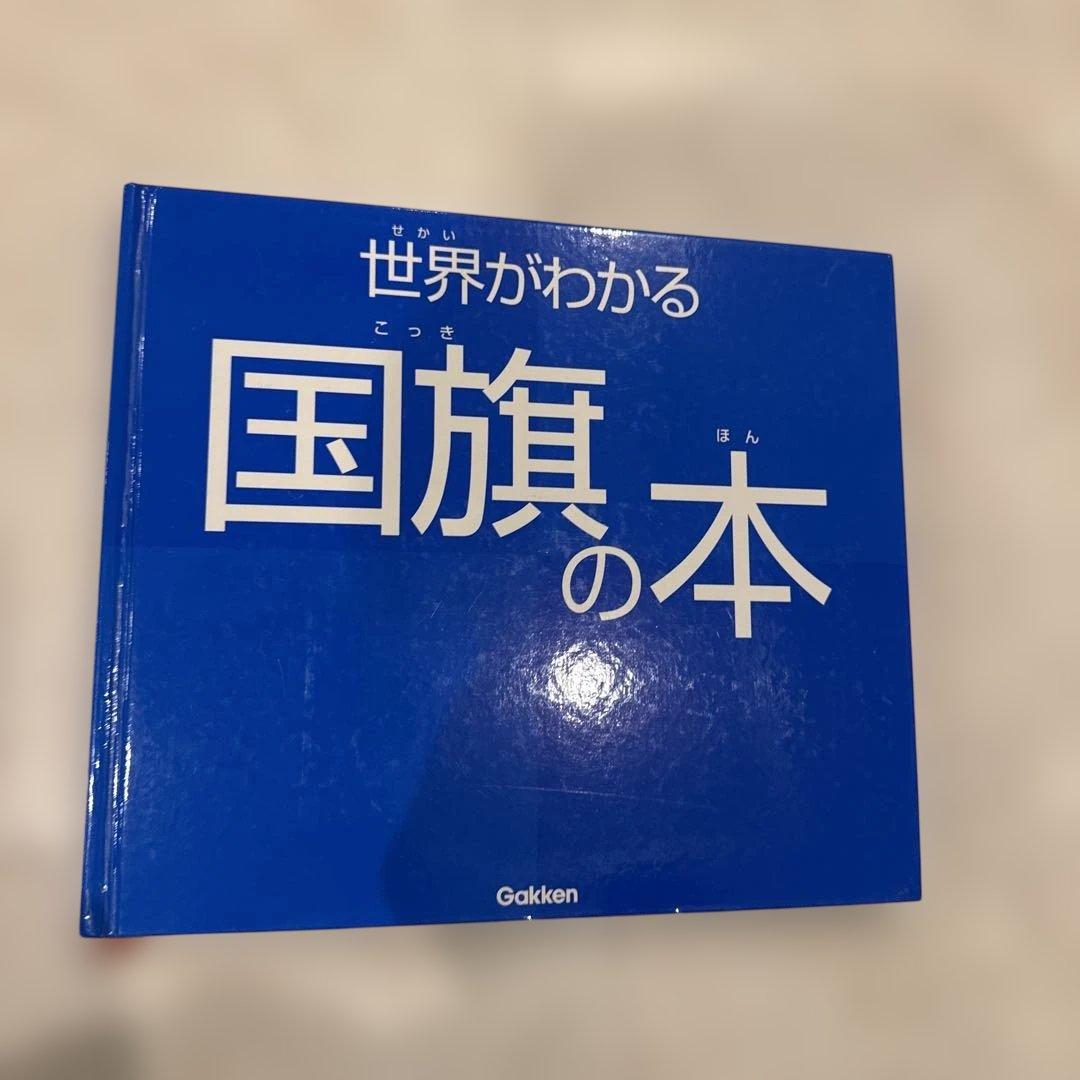 せかい
世界がわかる
こっき
国旗の
ほん
本
Gakken